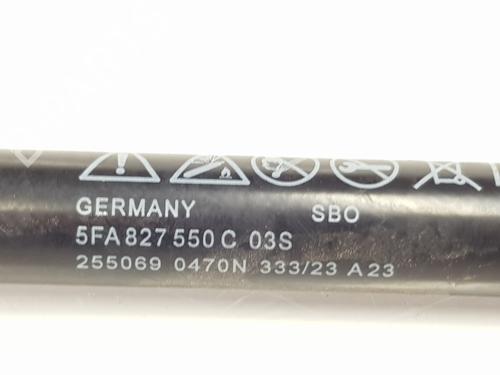 GERMANY SBO
5FA 827 550 C 03S
255069 0470N 333/23 A23